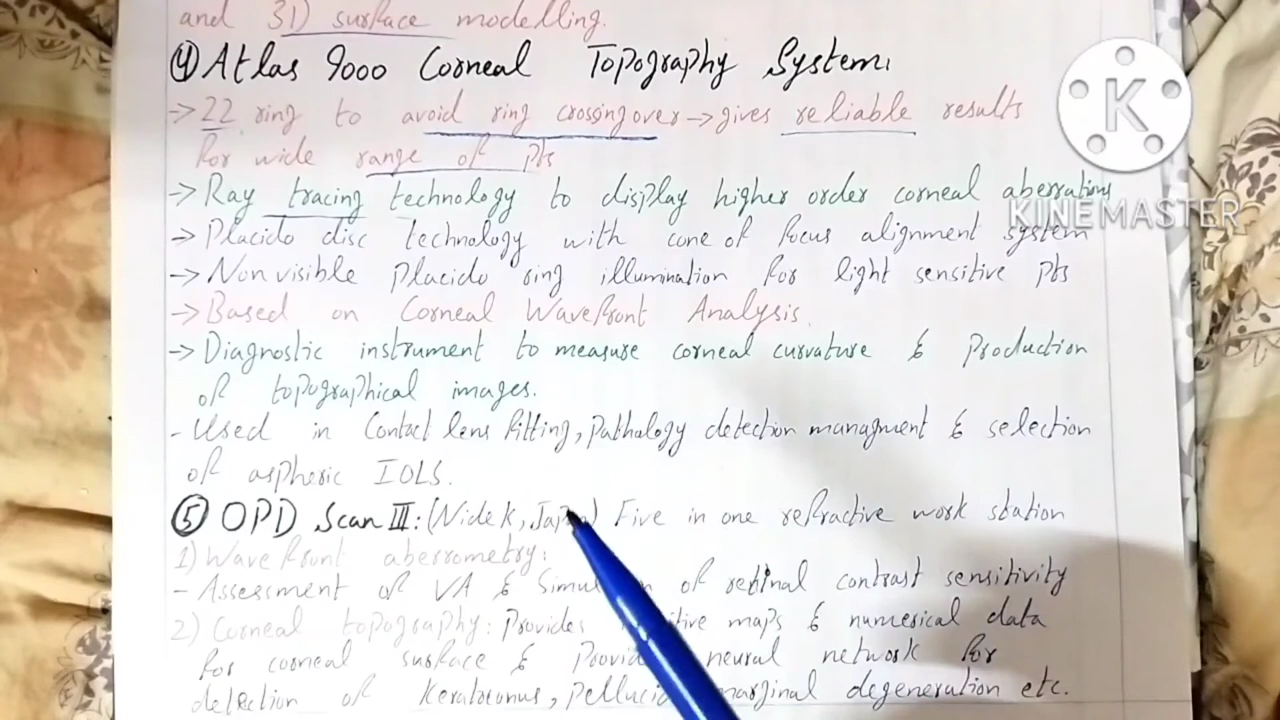 and 3) surface modelling.
④ Atlas 9000 Corneal Topography System.
→ 22 ring to avoid ring crossing over → gives reliable results
for wide range of pts
→ Ray tracing technology to display higher order corneal aberrations
→ Placido disc technology with cone of focus alignment system
→ Non visible placido ring illumination for light sensitive pts
→ Based on Corneal Wavefront Analysis.
→ Diagnostic instrument to measure corneal curvature & production
of topographical images.
- Used in Contact lens fitting, pathology detection managment & selection
of aspheric IOLS.
⑤ OPD Scan III: (Nidek, Japan) Five in one refractive work station
1) Wavefront aberrometry:
- Assessment of VA & of retinal contrast sensitivity
2) Corneal topography: Provides maps & numerical data
for corneal surface & neural network for
detection of Keratoconus, pellucid marginal degeneration etc.
K
KINEMASTER